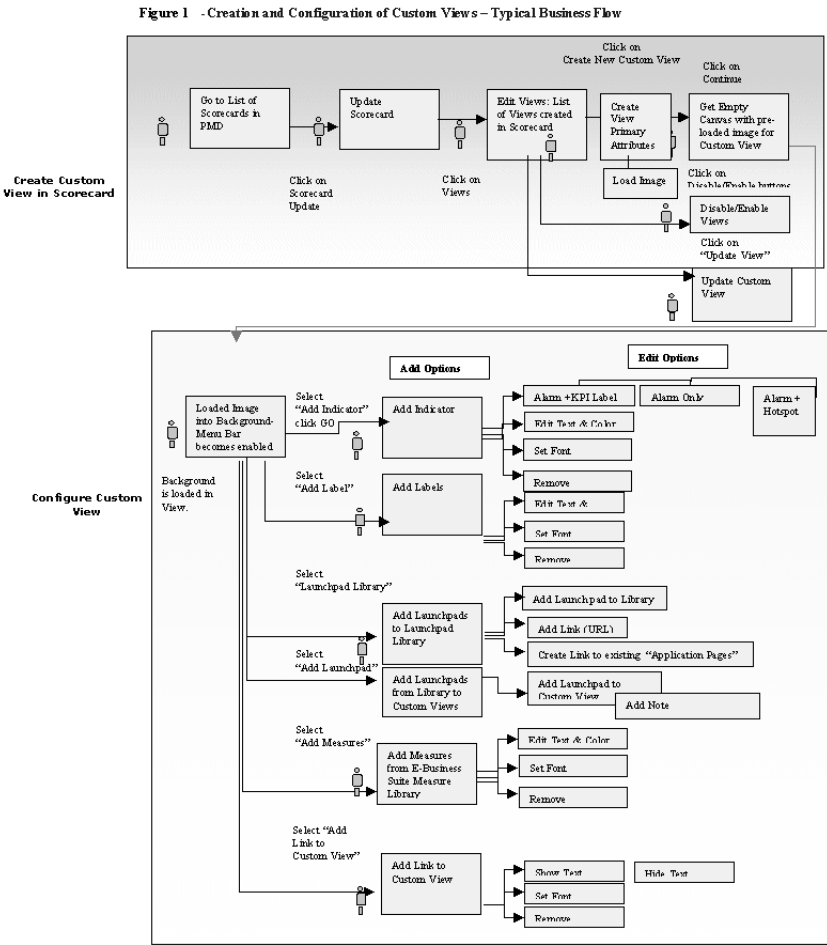 Figure 1 - Creation and Configuration of Custom Views – Typical Business Flow
Click on
Create New Custom View
Click on
Continue
Go to List of
Scorecards in
PMD
Update
Scorecard
Edit Views: List
of Views created
in Scorecard
Create
View
Primary
Attributes
Get Empty
Canvas with pre-
loaded image for
Custom View
Create Custom
View in Scorecard
Click on
Scorecard
Update
Click on
Views
Load Image
Click on
Disable/Enable buttons
Disable/Enable
Views
Click on
“Update View”
Update Custom
View
Add Options
Edit Options
Configure Custom
View
Loaded Image
into Background-
Menu Bar
becomes enabled
Background
is loaded in
View.
Select
“Add Indicator”
click GO
Add Indicator
Alarm +KPI Label
Alarm Only
Alarm +
Hotspot
Edit Text & Color
Set Font
Remove
Select
“Add Label”
Add Labels
Edit Text &
Set Font
Remove
Select
“Launchpad Library”
Add Launchpads
to Launchpad
Library
Add Launchpad to Library
Add Link (URL)
Create Link to existing “Application Pages”
Select
“Add Launchpad”
Add Launchpads
from Library to
Custom Views
Add Launchpad to
Custom View
Add Note
Select
“Add Measures”
Add Measures
from E-Business
Suite Measure
Library
Edit Text & Color
Set Font
Remove
Select “Add
Link to
Custom View”
Add Link to
Custom View
Show Text
Hide Text
Set Font
Remove